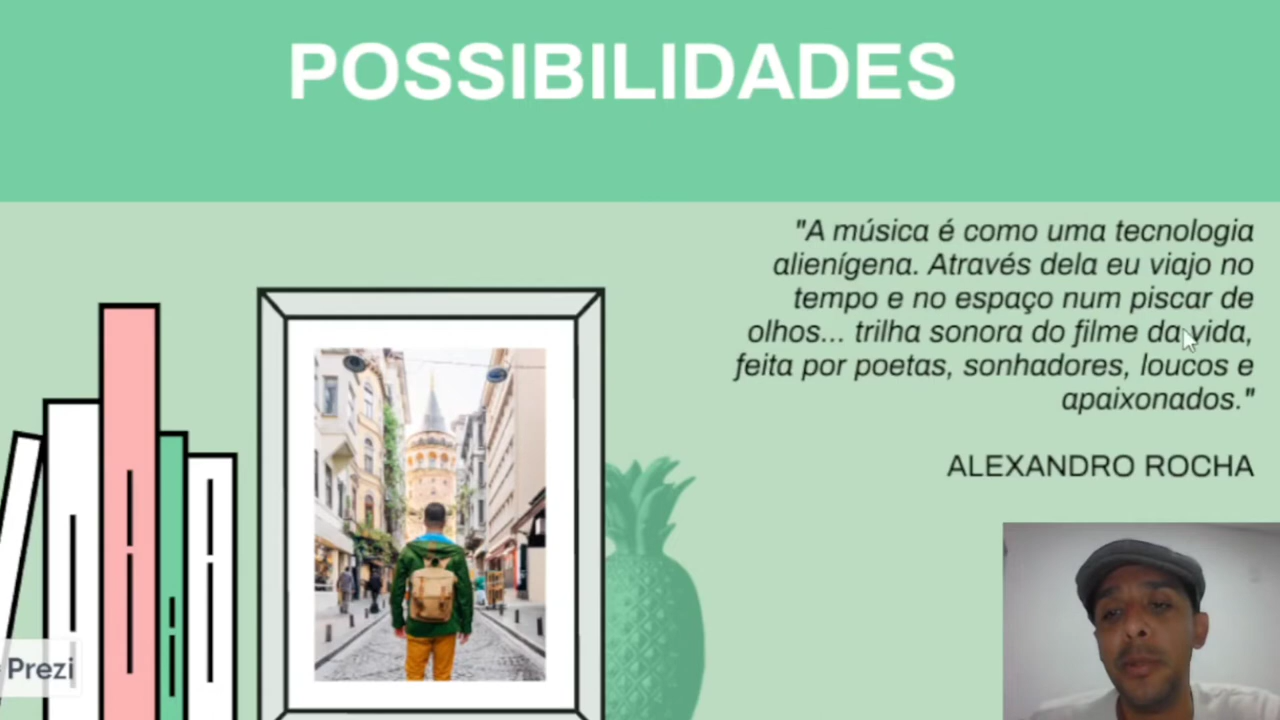 POSSIBILIDADES
"A música é como uma tecnologia
alienígena. Através dela eu viajo no
tempo e no espaço num piscar de
olhos... trilha sonora do filme da vida,
feita por poetas, sonhadores, loucos e
apaixonados."
ALEXANDRO ROCHA
Prezi